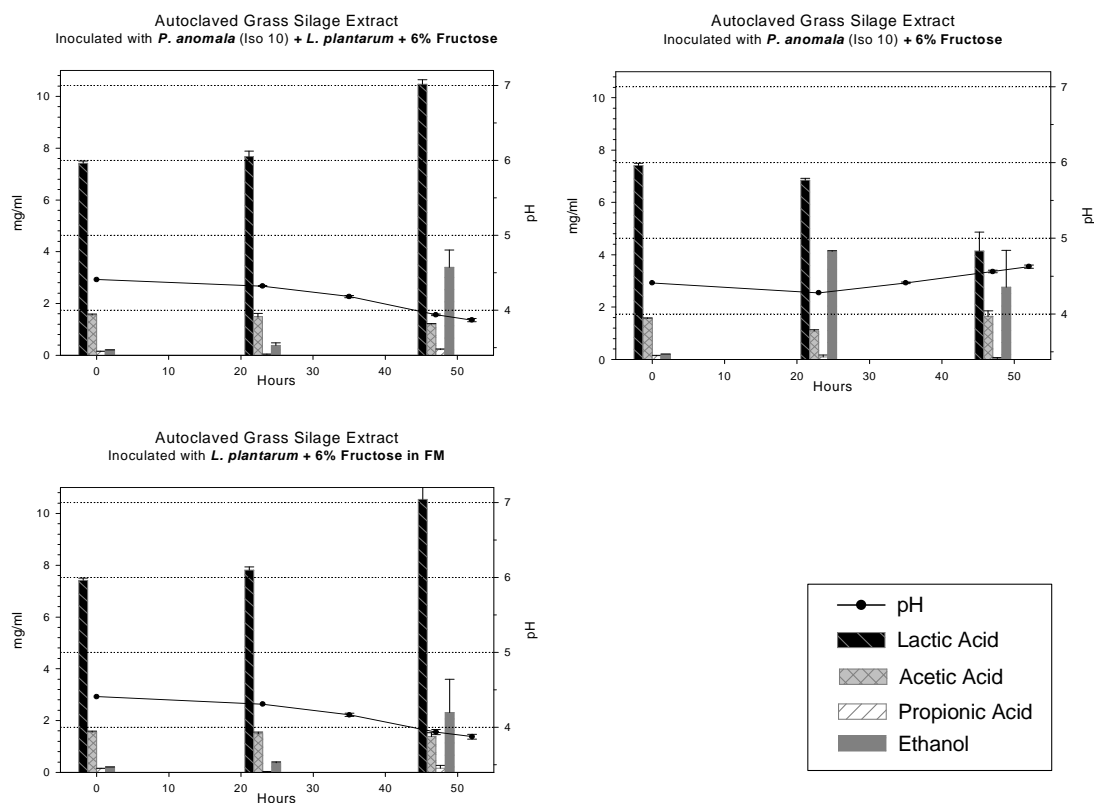 Autoclaved Grass Silage Extract
Inoculated with P. anomala (Iso 10) + L. plantarum + 6% Fructose
10
8
6
4
2
0
mg/ml
7
6
5
4
pH
0
10
20
30
40
50
Hours
Autoclaved Grass Silage Extract
Inoculated with P. anomala (Iso 10) + 6% Fructose
10
8
6
4
2
0
mg/ml
7
6
5
4
pH
0
10
20
30
40
50
Hours
Autoclaved Grass Silage Extract
Inoculated with L. plantarum + 6% Fructose in FM
10
8
6
4
2
0
mg/ml
7
6
5
4
pH
0
10
20
30
40
50
Hours
pH
Lactic Acid
Acetic Acid
Propionic Acid
Ethanol